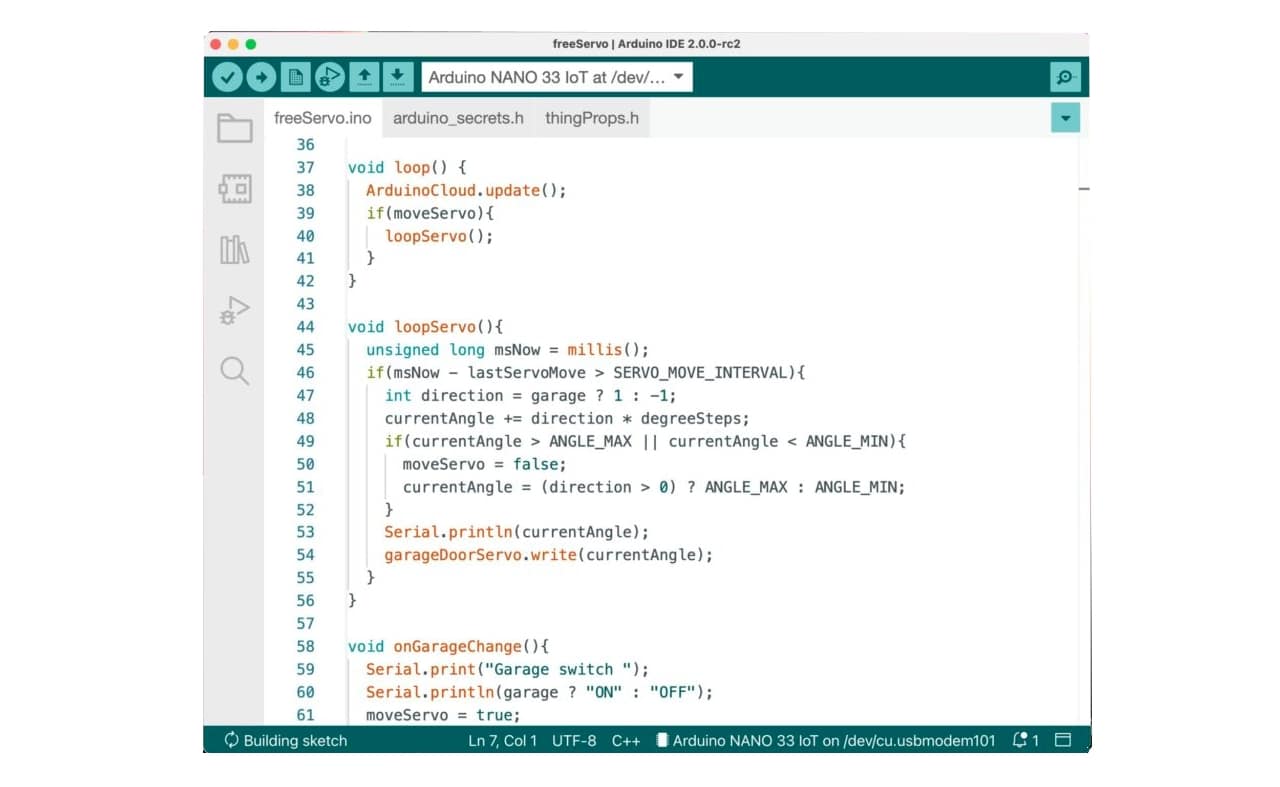 freeServo | Arduino IDE 2.0.0-rc2
Arduino NANO 33 IoT at /dev/...
freeServo.ino arduino_secrets.h thingProps.h
36
37 void loop() {
38   ArduinoCloud.update();
39   if(moveServo){
40     loopServo();
41   }
42 }
43
44 void loopServo(){
45   unsigned long msNow = millis();
46   if(msNow - lastServoMove > SERVO_MOVE_INTERVAL){
47     int direction = garage ? 1 : -1;
48     currentAngle += direction * degreeSteps;
49     if(currentAngle > ANGLE_MAX || currentAngle < ANGLE_MIN){
50       moveServo = false;
51       currentAngle = (direction > 0) ? ANGLE_MAX : ANGLE_MIN;
52     }
53     Serial.println(currentAngle);
54     garageDoorServo.write(currentAngle);
55   }
56 }
57
58 void onGarageChange(){
59   Serial.print("Garage switch ");
60   Serial.println(garage ? "ON" : "OFF");
61   moveServo = true;
Building sketch Ln 7, Col 1 UTF-8 C++ Arduino NANO 33 IoT on /dev/cu.usbmodem101 1